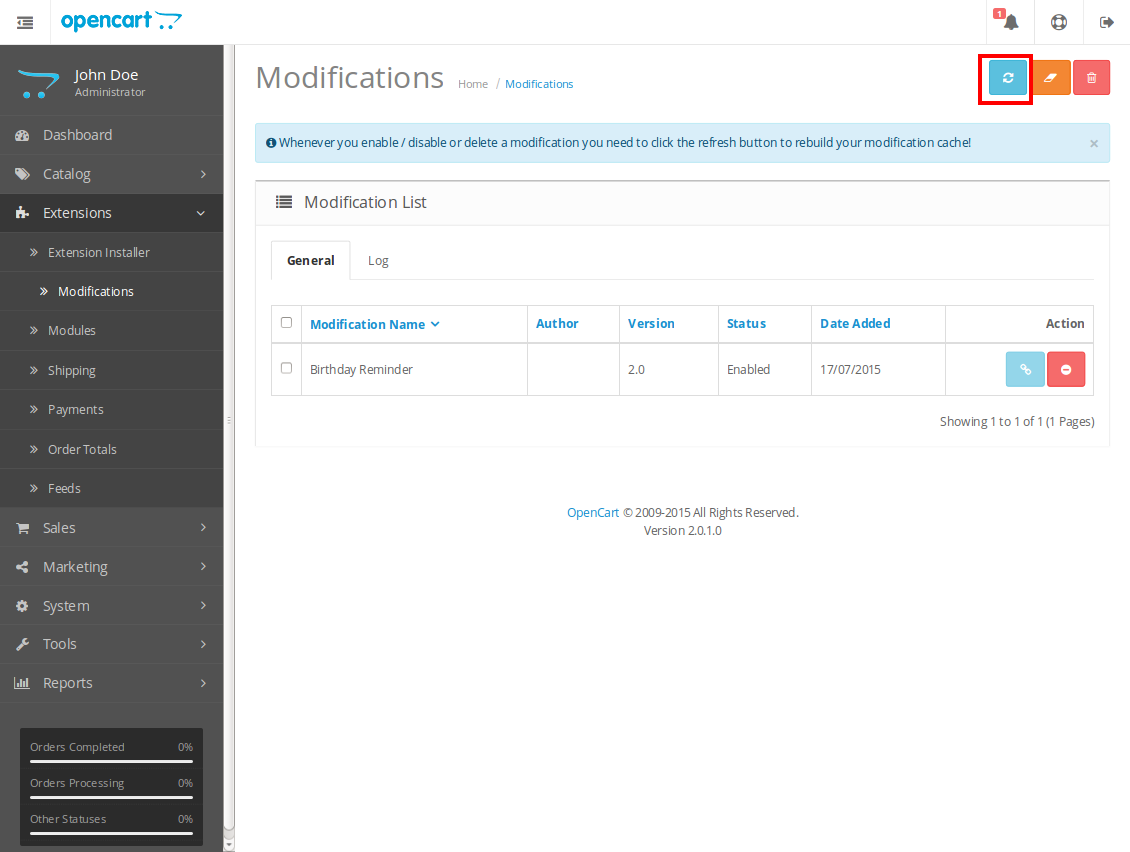 opencart
1
John Doe
Administrator
Dashboard
Catalog
Extensions
Extension Installer
Modifications
Modules
Shipping
Payments
Order Totals
Feeds
Sales
Marketing
System
Tools
Reports
Orders Completed 0%
Orders Processing 0%
Other Statuses 0%
Modifications Home / Modifications
Whenever you enable / disable or delete a modification you need to click the refresh button to rebuild your modification cache! ×
Modification List
General Log
Modification Name Author Version Status Date Added Action
Birthday Reminder 2.0 Enabled 17/07/2015
Showing 1 to 1 of 1 (1 Pages)
OpenCart © 2009-2015 All Rights Reserved.
Version 2.0.1.0